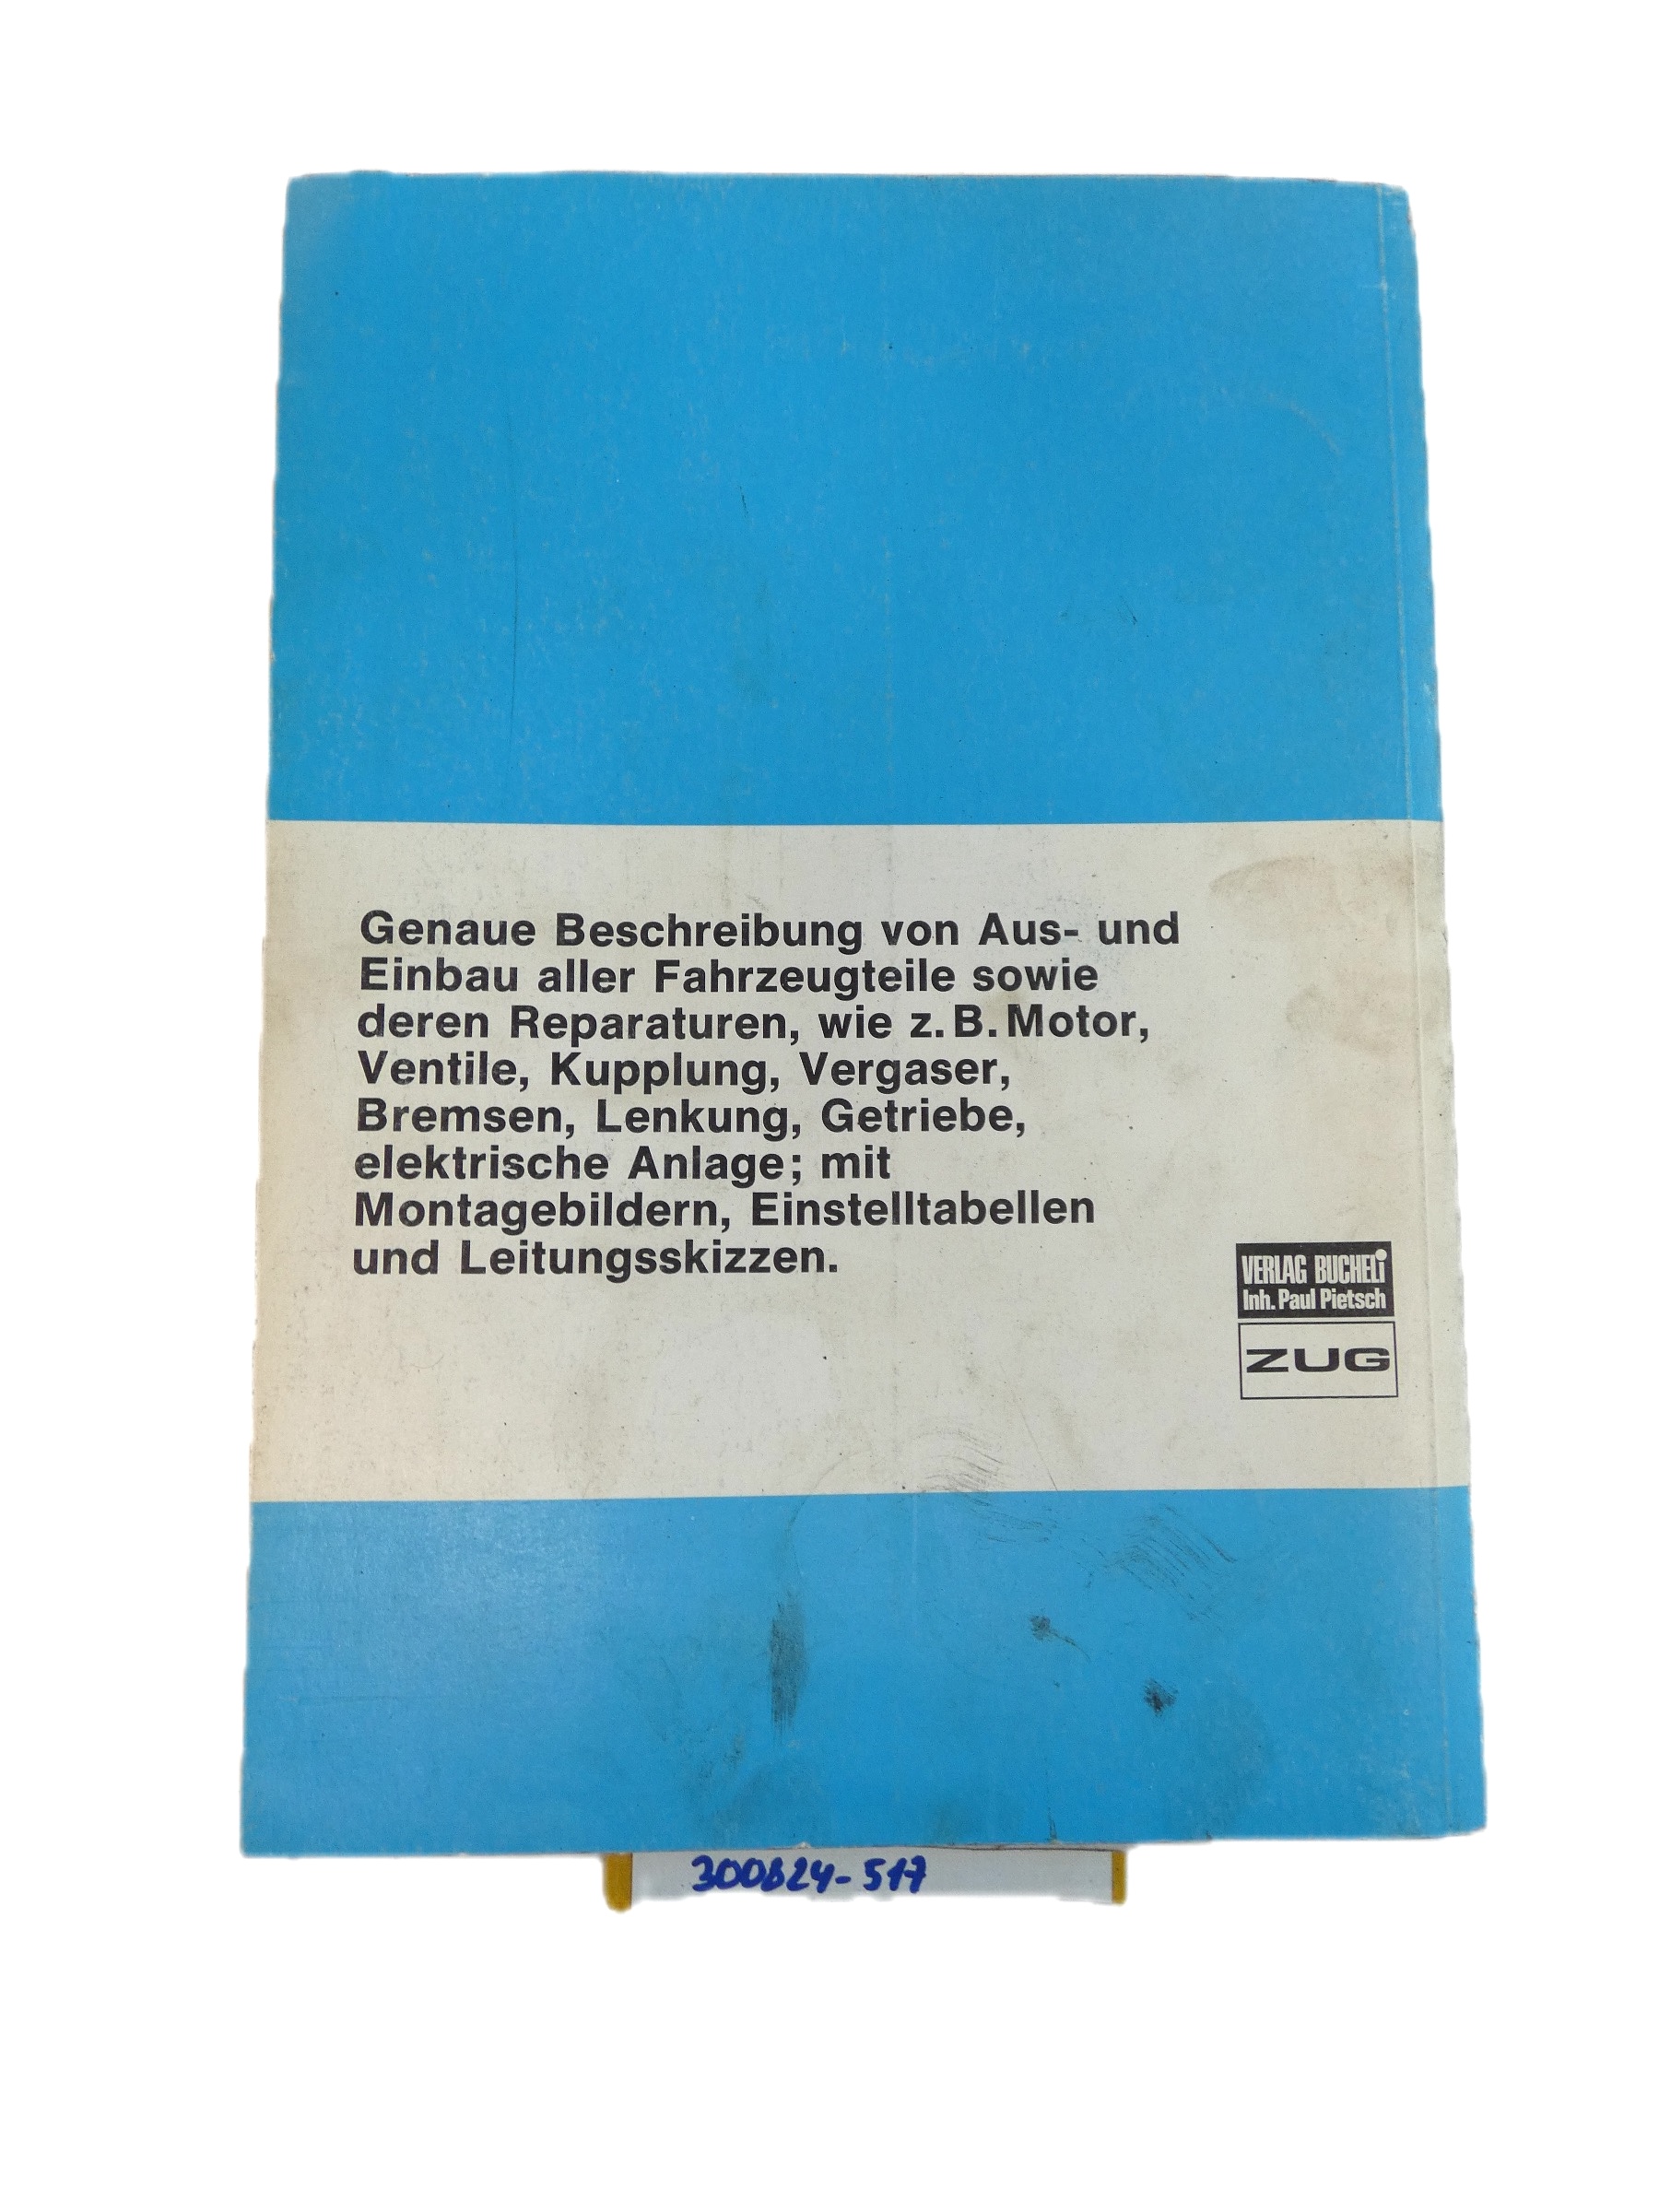 Genaue Beschreibung von Aus- und
Einbau aller Fahrzeugteile sowie
deren Reparaturen, wie z. B. Motor,
Ventile, Kupplung, Vergaser,
Bremsen, Lenkung, Getriebe,
elektrische Anlage; mit
Montagebildern, Einstelltabellen
und Leitungsskizzen.
VERLAG BUCHELi
Inh. Paul Pietsch
ZUG
300824-517